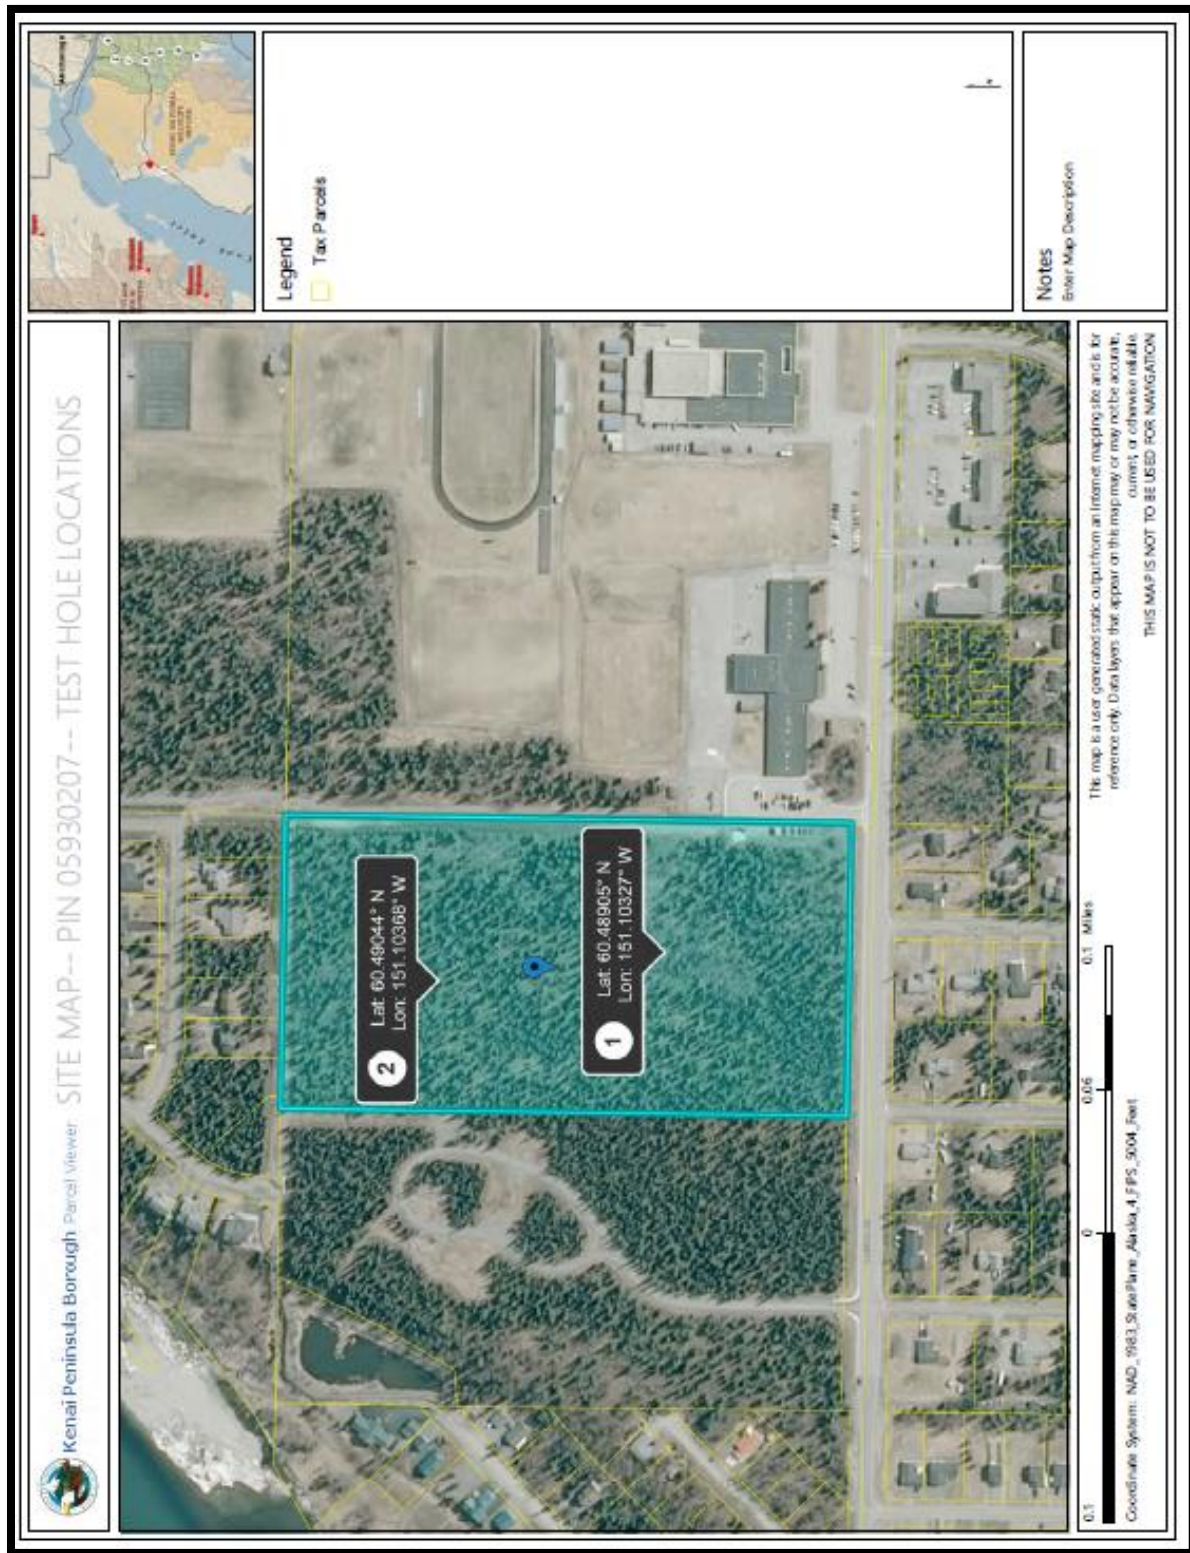 Kenai Peninsula Borough Parcel Viewer SITE MAP-- PIN 05930207-- TEST HOLE LOCATIONS
Anchorage
Legend
Tax Parcels
2
Lat: 60.49044° N
Lon: 151.10368° W
1
Lat: 60.48905° N
Lon: 151.10327° W
Notes
Enter Map Description
0.1 0 0.06 0.1 Miles
Coordinate System: NAD_1983_StatePlane_Alaska_4_FIPS_5004_Feet
This map is a user generated static output from an Internet mapping site and is for
reference only. Data layers that appear on this map may or may not be accurate,
current, or otherwise reliable.
THIS MAP IS NOT TO BE USED FOR NAVIGATION